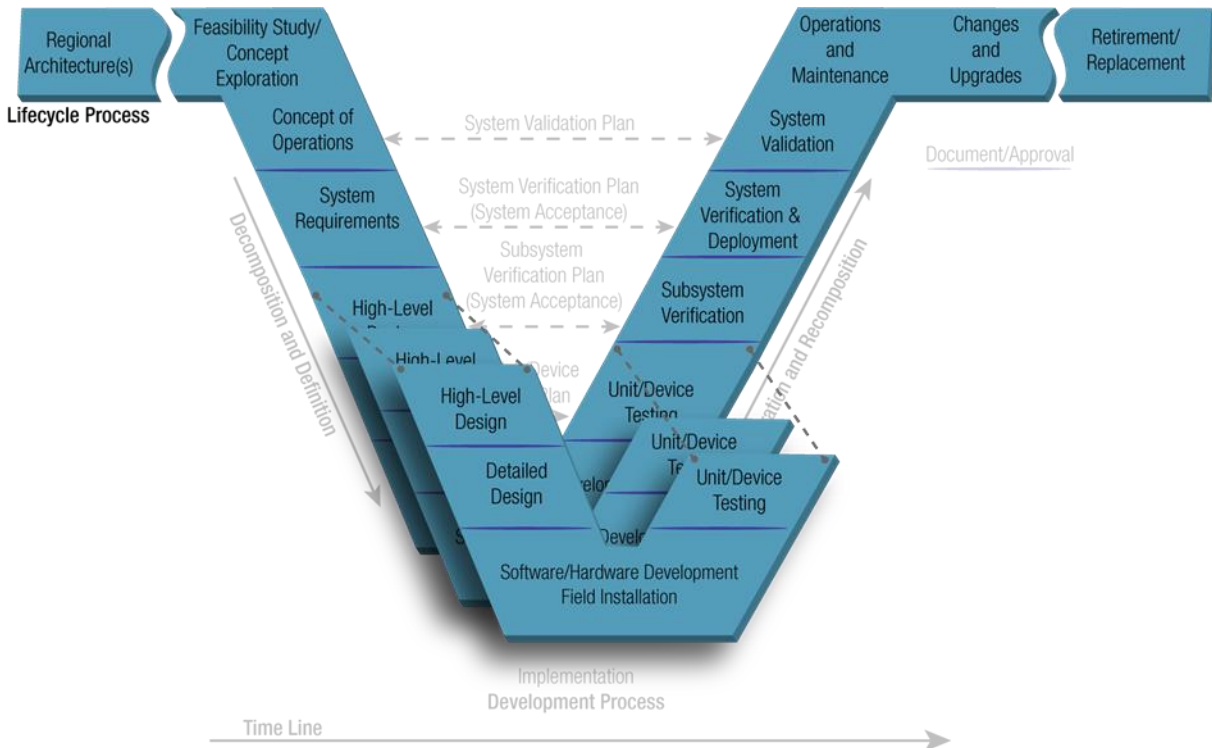 Regional
Architecture(s)
Feasibility Study/
Concept
Exploration
Operations
and
Maintenance
Changes
and
Upgrades
Retirement/
Replacement
Lifecycle Process
Concept of
Operations
System Validation Plan
System
Validation
Document/Approval
System
Requirements
System Verification Plan
(System Acceptance)
System
Verification &
Deployment
Decomposition and Definition
Subsystem
Verification Plan
(System Acceptance)
Subsystem
Verification
and Recomposition
High-Level
High-Level
High-Level
Design
Device
Unit/Device
Testing
Unit/Device
Detailed
Design
Unit/Device
Testing
Software/Hardware Development
Field Installation
Implementation
Development Process
Time Line